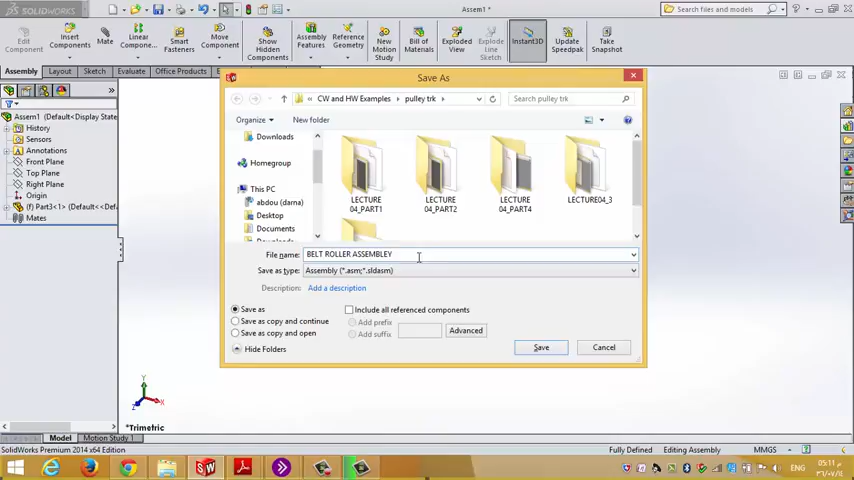 SOLIDWORKS
Assem1 *
Search files and models
Edit Component
Insert Components
Mate
Linear Component...
Smart Fasteners
Move Component
Show Hidden Components
Assembly Features
Reference Geometry
New Motion Study
Bill of Materials
Exploded View
Explode Line Sketch
Instant3D
Update Speedpak
Take Snapshot
Assembly
Layout
Sketch
Evaluate
Office Products
Assem1 (Default<Display State
History
Sensors
Annotations
Front Plane
Top Plane
Right Plane
Origin
(f) Part3<1> (Default<<Def
Mates
Save As
« CW and HW Examples ▸ pulley trk ▸
Search pulley trk
Organize
New folder
Downloads
Homegroup
This PC
abdou (darna)
Desktop
Documents
Downloads
LECTURE 04_PART1
LECTURE 04_PART2
LECTURE 04_PART4
LECTURE04_3
File name: BELT ROLLER ASSEMBLEY
Save as type: Assembly (*.asm;*.sldasm)
Description: Add a description
Save as
Save as copy and continue
Save as copy and open
Include all referenced components
Add prefix
Add suffix
Advanced
Hide Folders
Save
Cancel
Y
X
Z
*Trimetric
Model
Motion Study 1
SolidWorks Premium 2014 x64 Edition
Fully Defined
Editing Assembly
MMGS
ENG
05:11 م